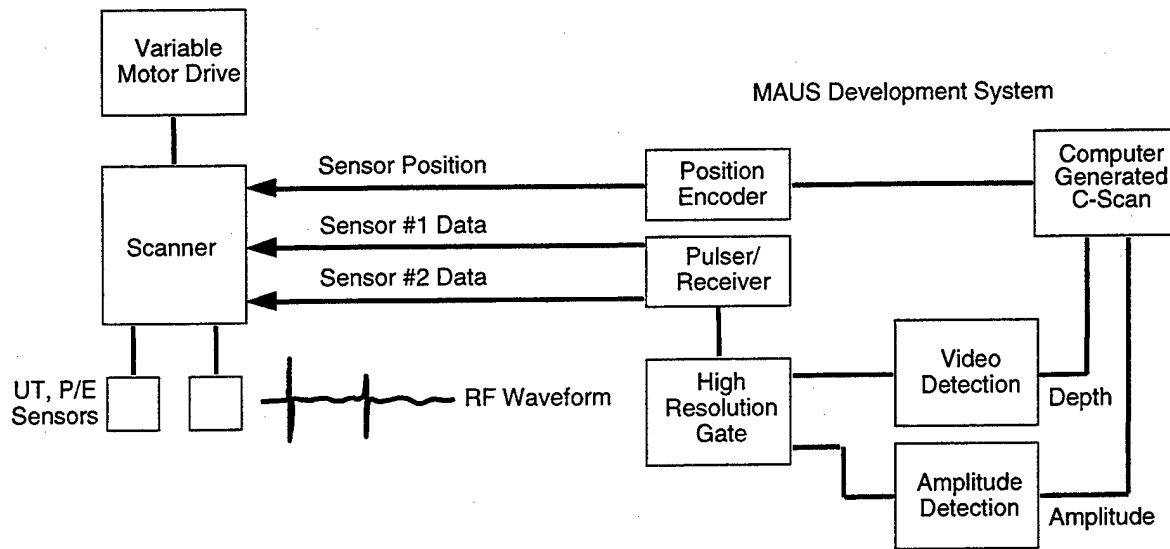 Variable
Motor Drive
MAUS Development System
Sensor Position
Position
Encoder
Computer
Generated
C-Scan
Scanner
Sensor #1 Data
Sensor #2 Data
Pulser/
Receiver
UT, P/E
Sensors
RF Waveform
High
Resolution
Gate
Video
Detection
Depth
Amplitude
Detection
Amplitude